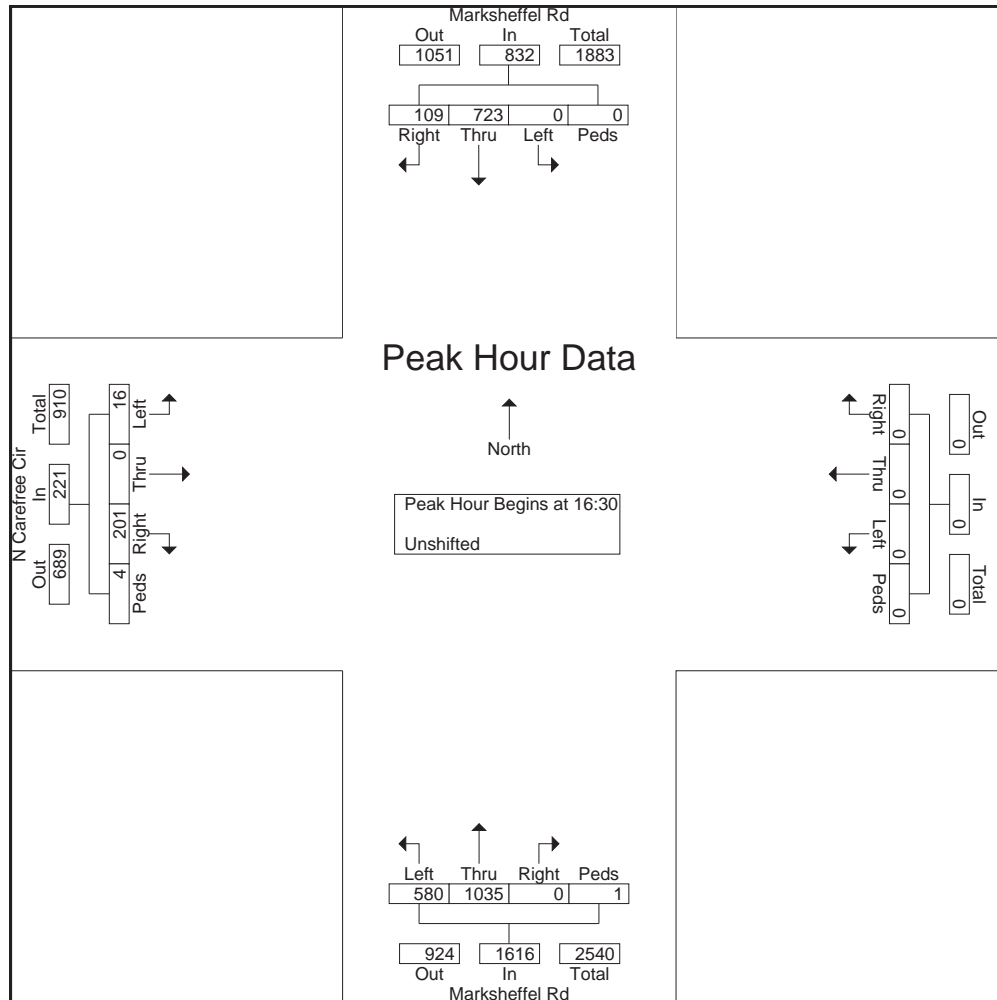 Marksheffel Rd
Out In Total
1051 832 1883
109 723 0 0
Right Thru Left Peds
Peak Hour Data
North
Peak Hour Begins at 16:30
Unshifted
N Carefree Cir
Out In Total
689 221 910
4 201 0 16
Peds Right Thru Left
Out In Total
0 0 0
0 0 0 0
Right Thru Left Peds
Left Thru Right Peds
580 1035 0 1
924 1616 2540
Out In Total
Marksheffel Rd